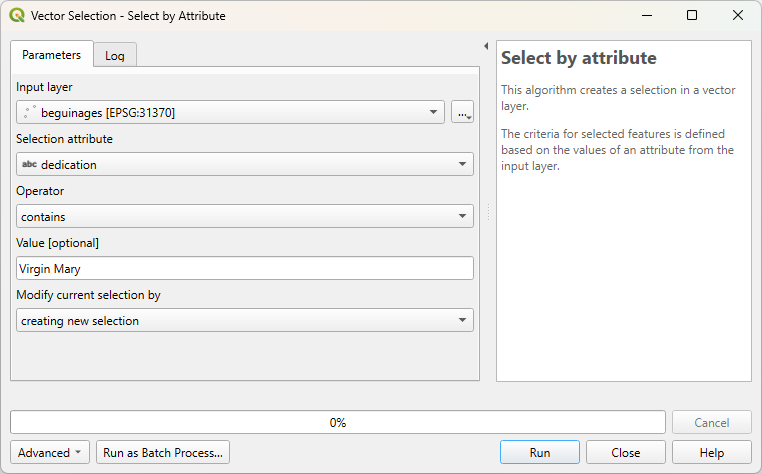 Vector Selection - Select by Attribute
Parameters
Log
Input layer
beguinages [EPSG:31370]
...
Selection attribute
abc dedication
Operator
contains
Value [optional]
Virgin Mary
Modify current selection by
creating new selection
Select by attribute
This algorithm creates a selection in a vector
layer.
The criteria for selected features is defined
based on the values of an attribute from the
input layer.
0%
Cancel
Advanced
Run as Batch Process...
Run
Close
Help